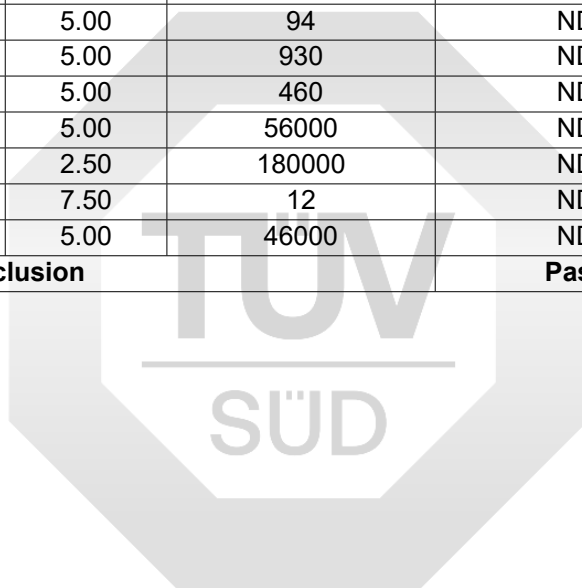 5.00 94 ND
5.00 930 ND
5.00 460 ND
5.00 56000 ND
2.50 180000 ND
7.50 12 ND
5.00 46000 ND
clusion Pas
TÜV
SÜD